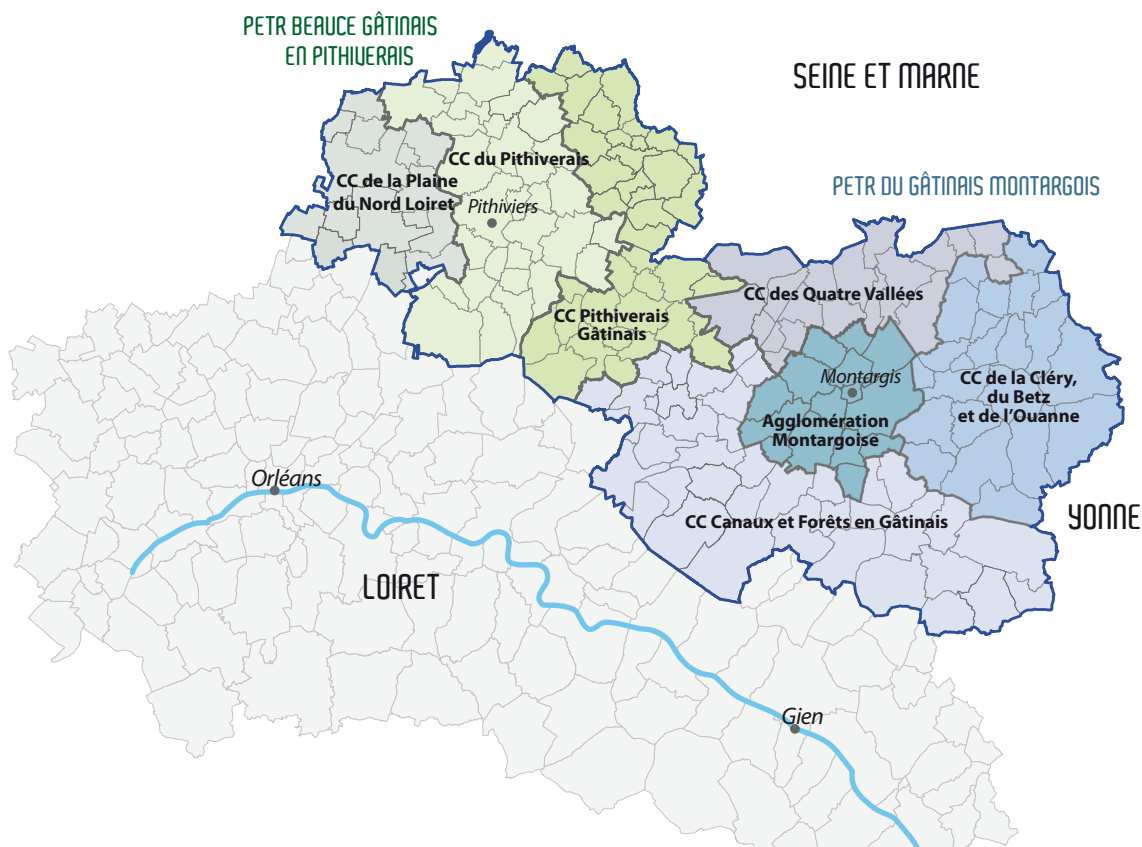 PETR BEAUCE GÂTINAIS
EN PITHIVERAIS
SEINE ET MARNE
CC du Pithiverais
CC de la Plaine
du Nord Loiret
Pithiviers
PETR DU GÂTINAIS MONTARGOIS
CC des Quatre Vallées
CC Pithiverais
Gâtinais
Montargis
CC de la Cléry,
du Betz
et de l'Ouanne
Agglomération
Montargoise
Orléans
CC Canaux et Forêts en Gâtinais
YONNE
LOIRET
Gien